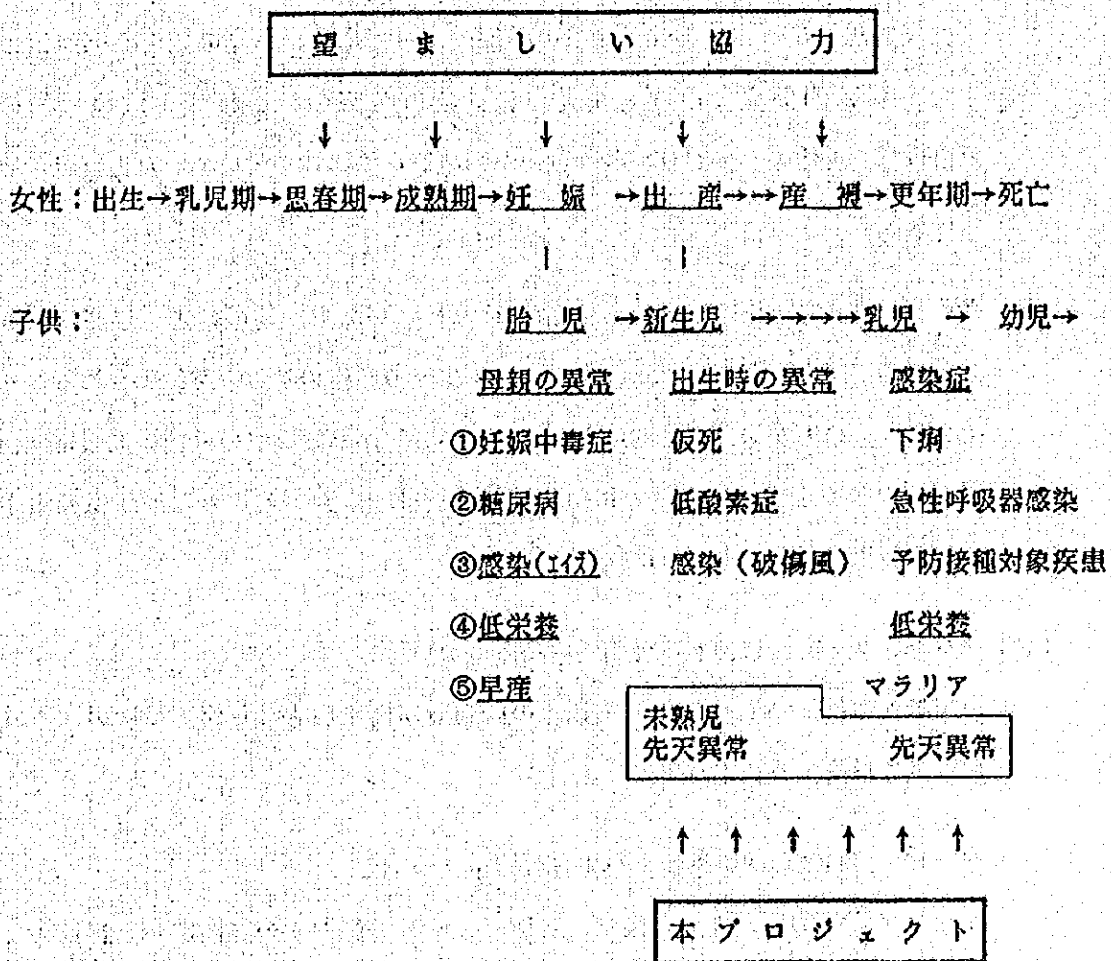 望ましい協力
↓ ↓ ↓ ↓ ↓
女性：出生→乳児期→思春期→成熟期→妊娠→出産→→産褥→更年期→死亡
子供： 胎児→新生児→→→→乳児→幼児→
母親の異常 出生時の異常 感染症
①妊娠中毒症 仮死 下痢
②糖尿病 低酸素症 急性呼吸器感染
③感染(エイズ) 感染（破傷風） 予防接種対象疾患
④低栄養 低栄養
⑤早産 マラリア
未熟児
先天異常 先天異常
↑ ↑ ↑ ↑ ↑ ↑
本プロジェクト